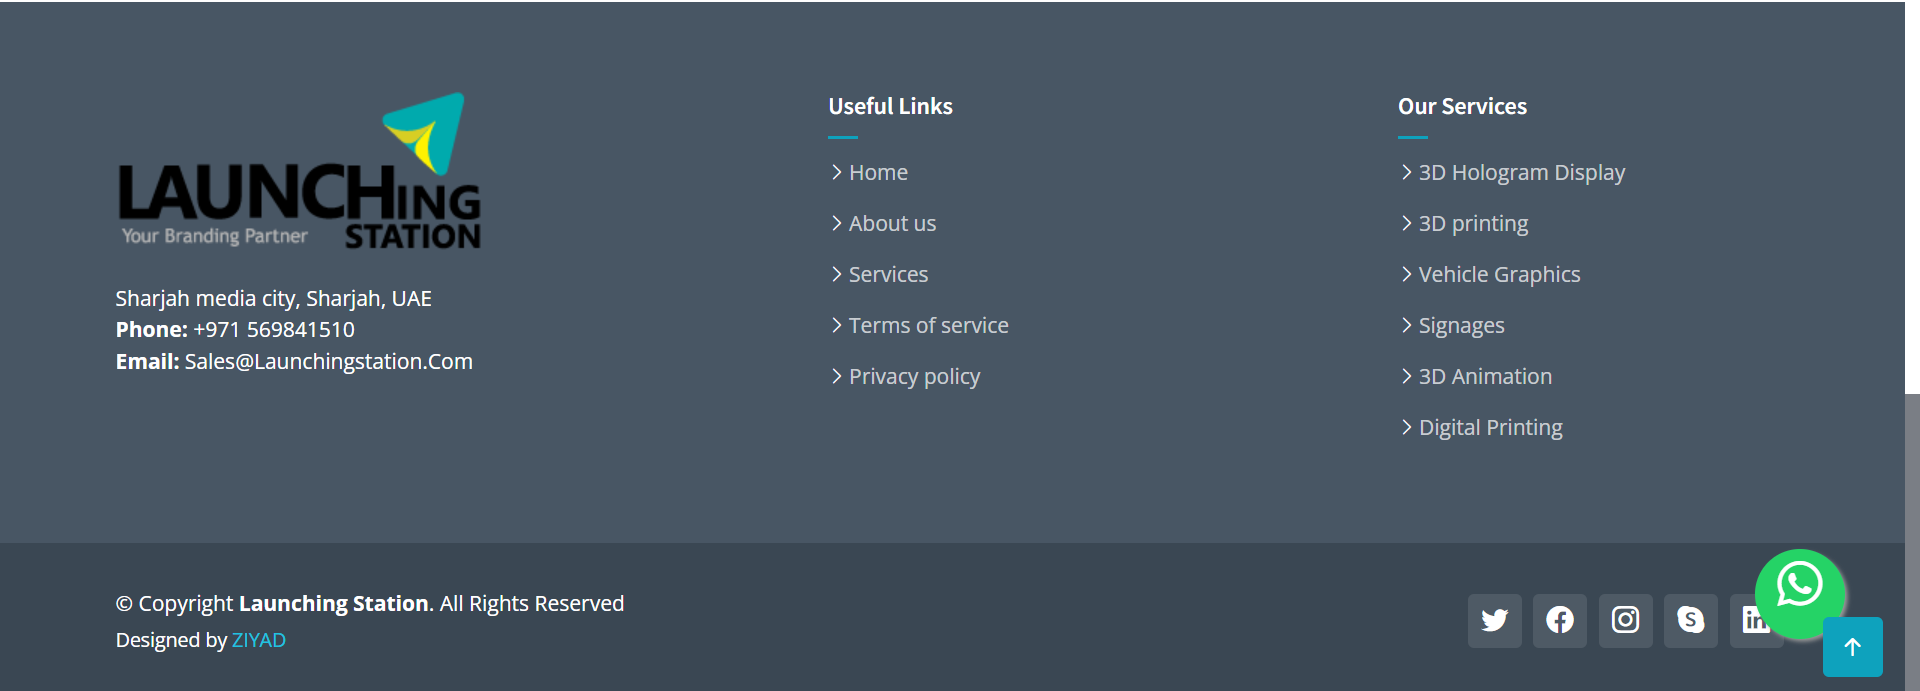 LAUNCHING
Your Branding Partner
STATION
Sharjah media city, Sharjah, UAE
Phone: +971 569841510
Email: Sales@Launchingstation.Com
Useful Links
Home
About us
Services
Terms of service
Privacy policy
Our Services
3D Hologram Display
3D printing
Vehicle Graphics
Signages
3D Animation
Digital Printing
© Copyright Launching Station. All Rights Reserved
Designed by ZIYAD